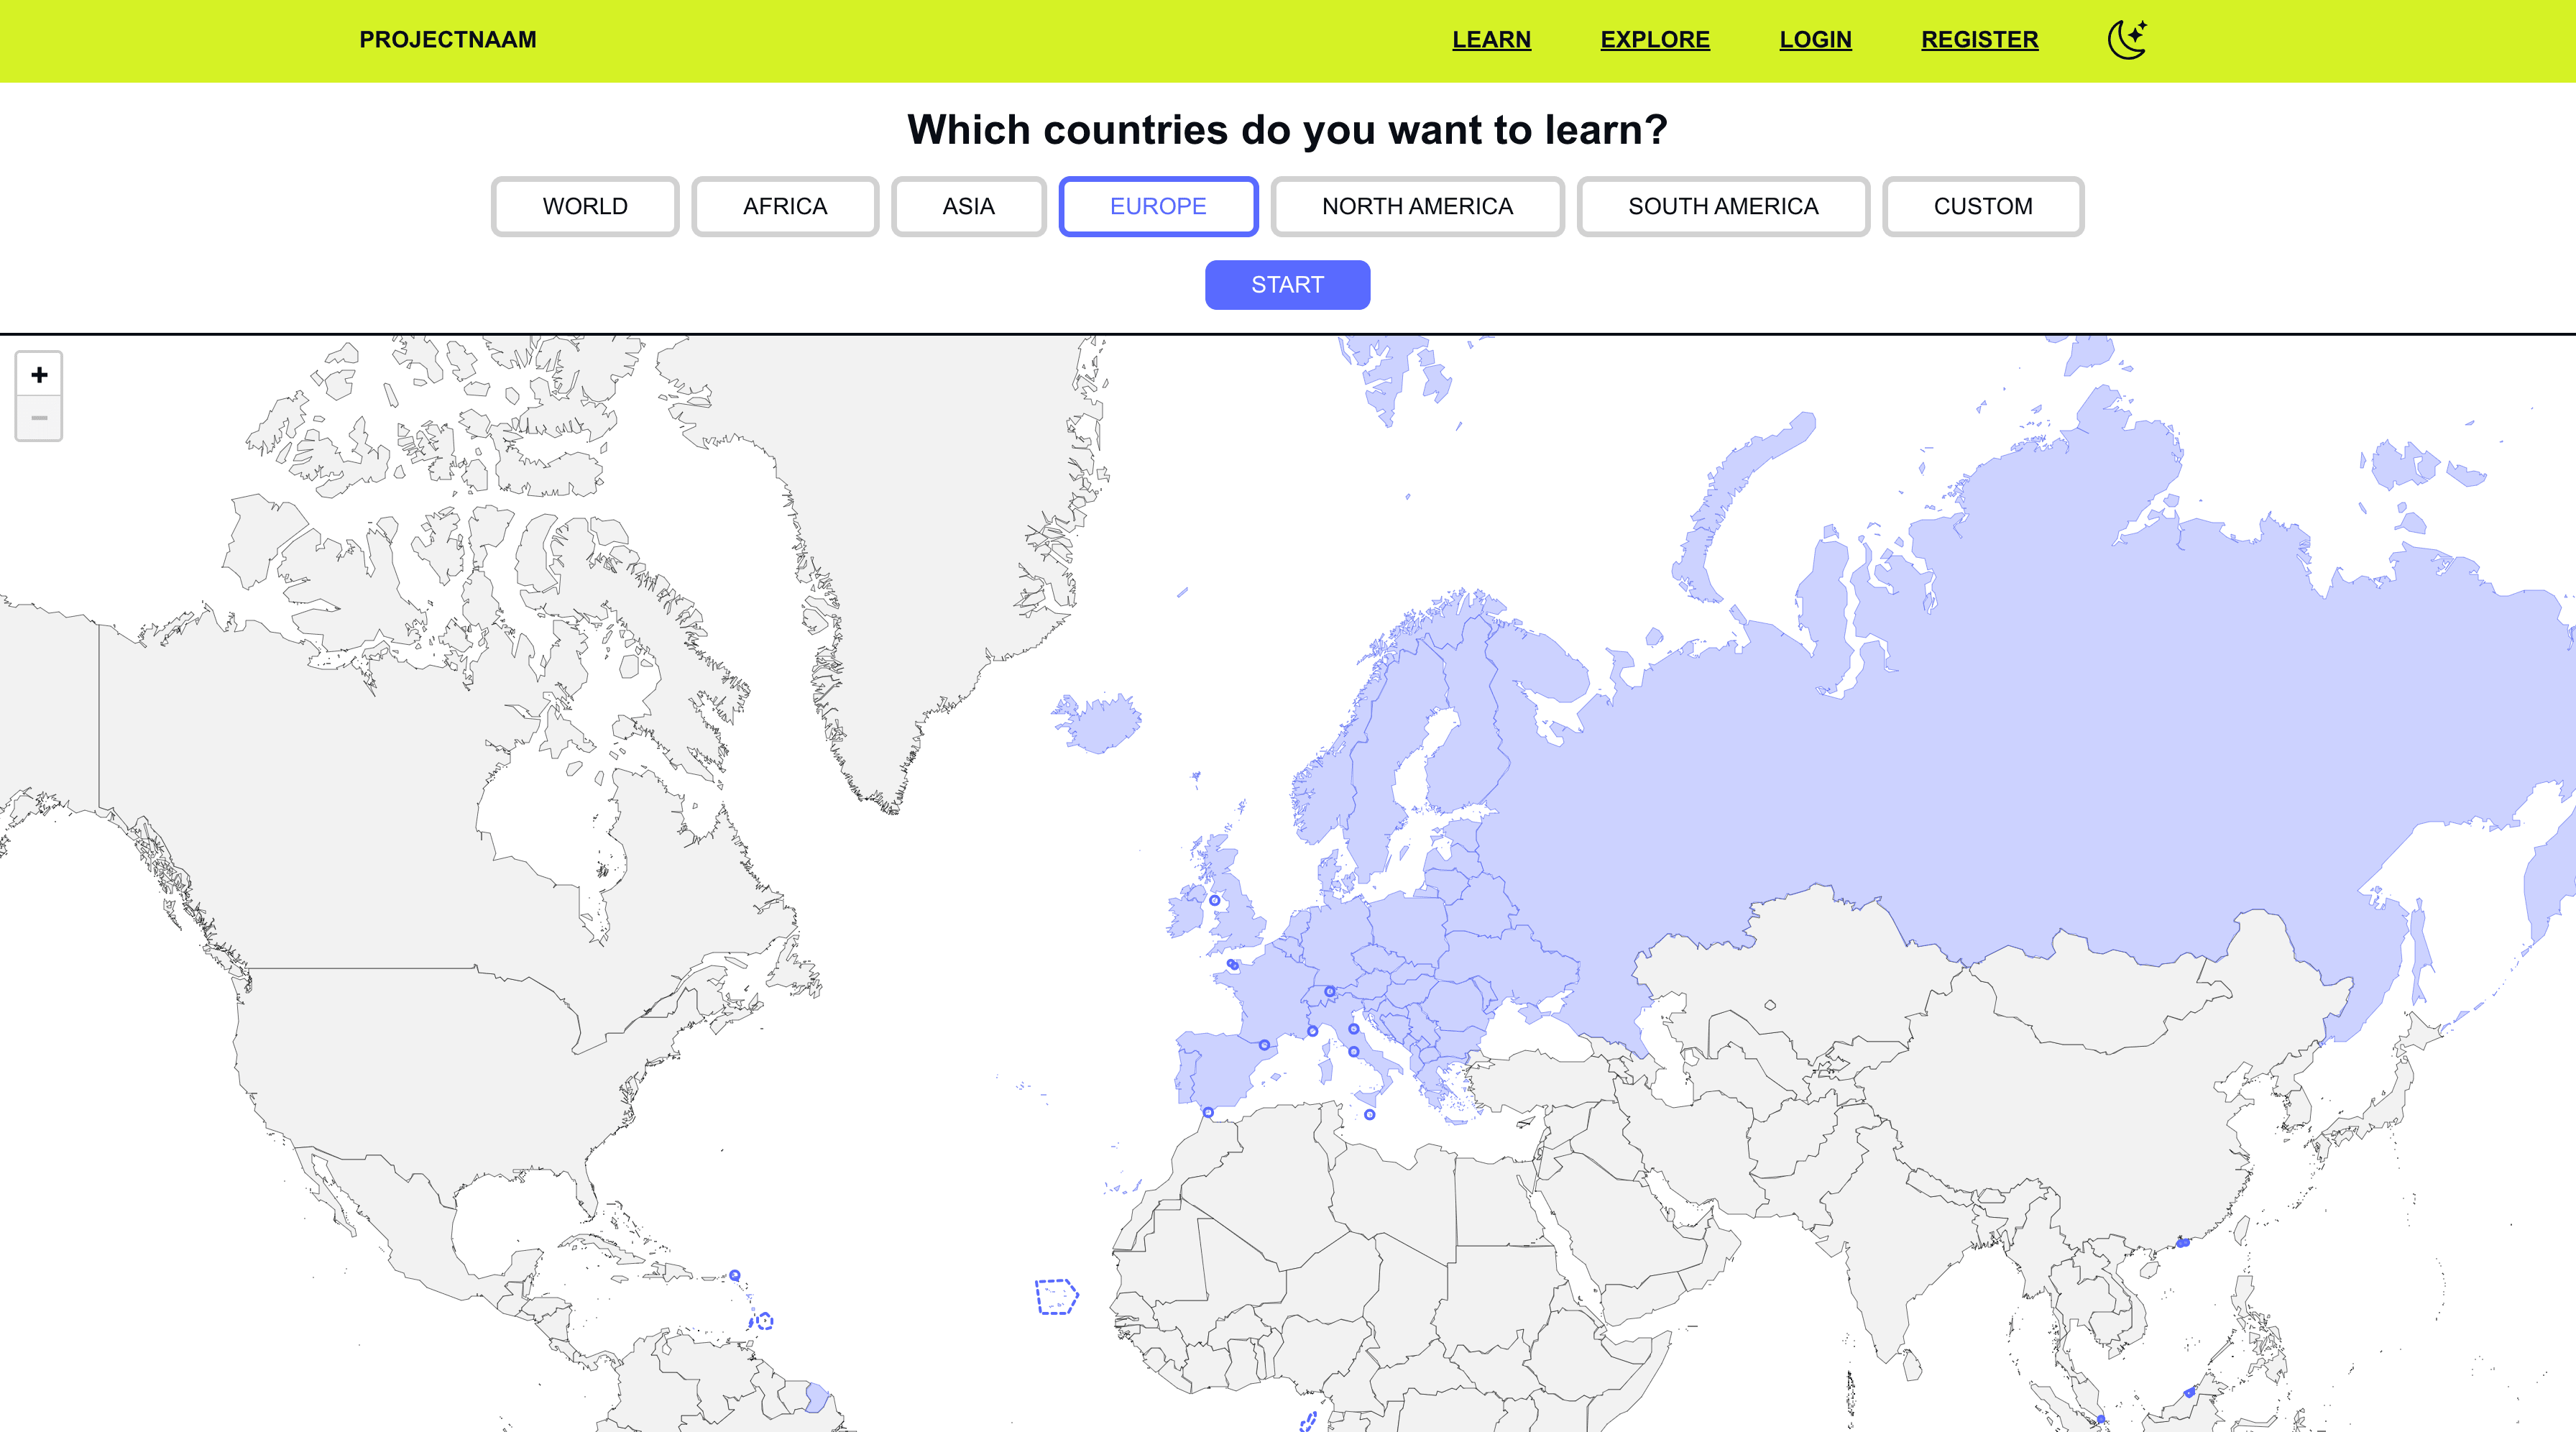 PROJECTNAAM LEARN EXPLORE LOGIN REGISTER
Which countries do you want to learn?
WORLD AFRICA ASIA EUROPE NORTH AMERICA SOUTH AMERICA CUSTOM
START
+
−